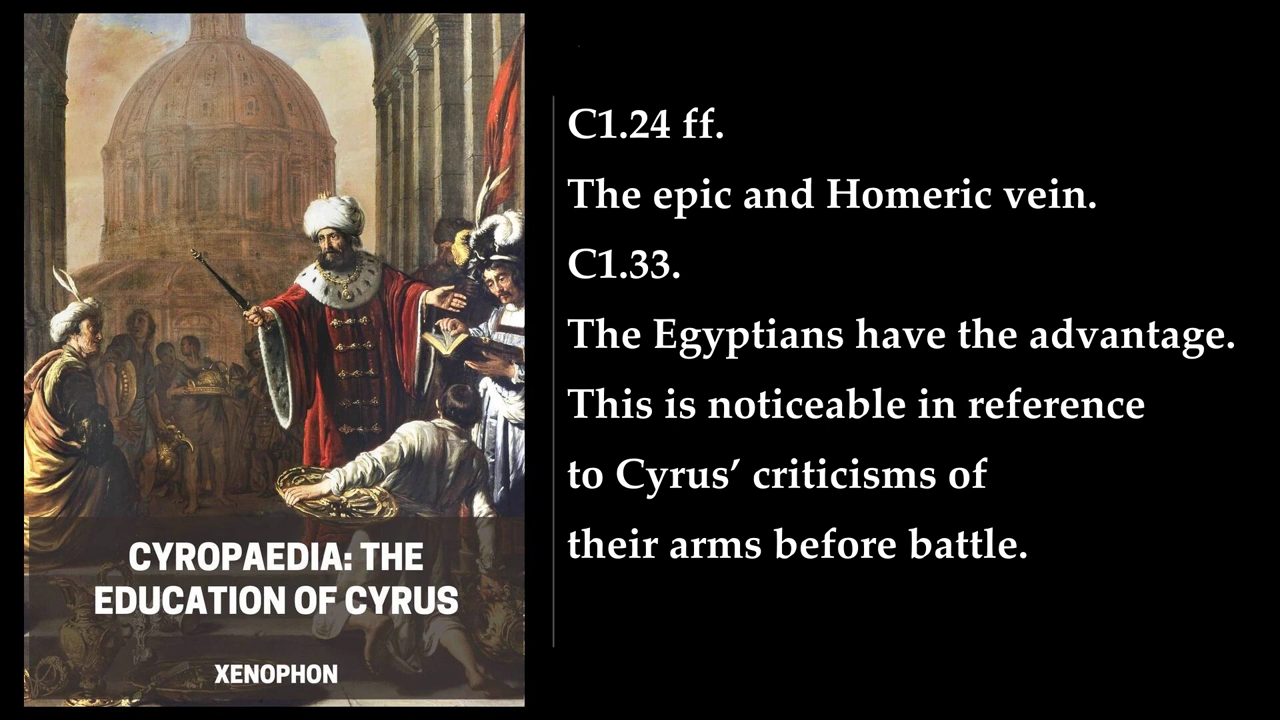 CYROPAEDIA: THE
EDUCATION OF CYRUS
XENOPHON
C1.24 ff.
The epic and Homeric vein.
C1.33.
The Egyptians have the advantage.
This is noticeable in reference
to Cyrus’ criticisms of
their arms before battle.